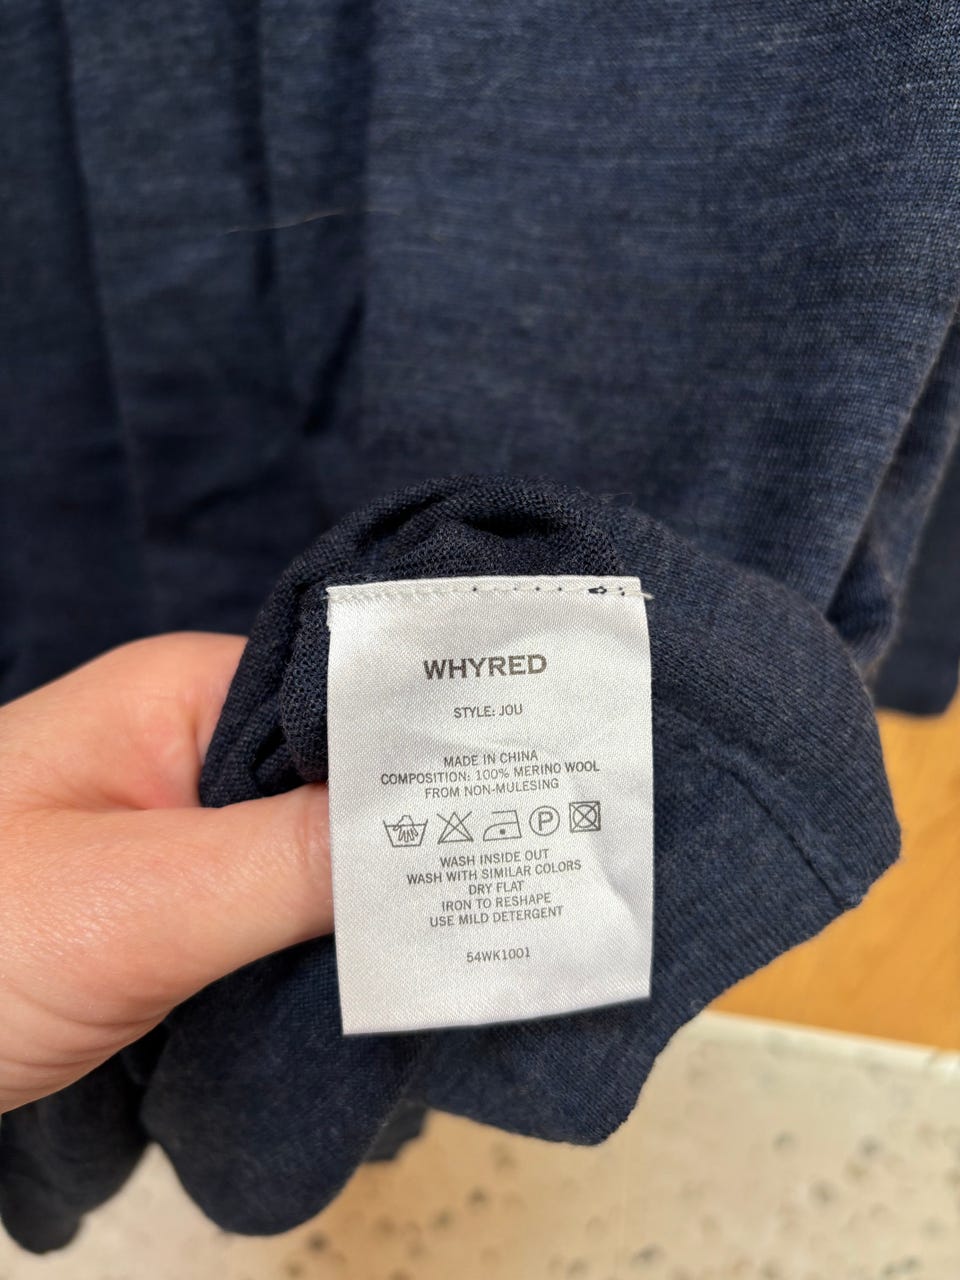 WHYRED
STYLE: JOU
MADE IN CHINA
COMPOSITION: 100% MERINO WOOL
FROM NON-MULESING
P
WASH INSIDE OUT
WASH WITH SIMILAR COLORS
DRY FLAT
IRON TO RESHAPE
USE MILD DETERGENT
54WK1001